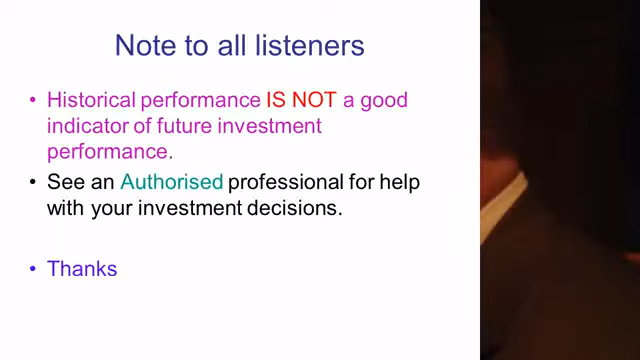 Note to all listeners
• Historical performance IS NOT a good
indicator of future investment
performance.
• See an Authorised professional for help
with your investment decisions.
• Thanks